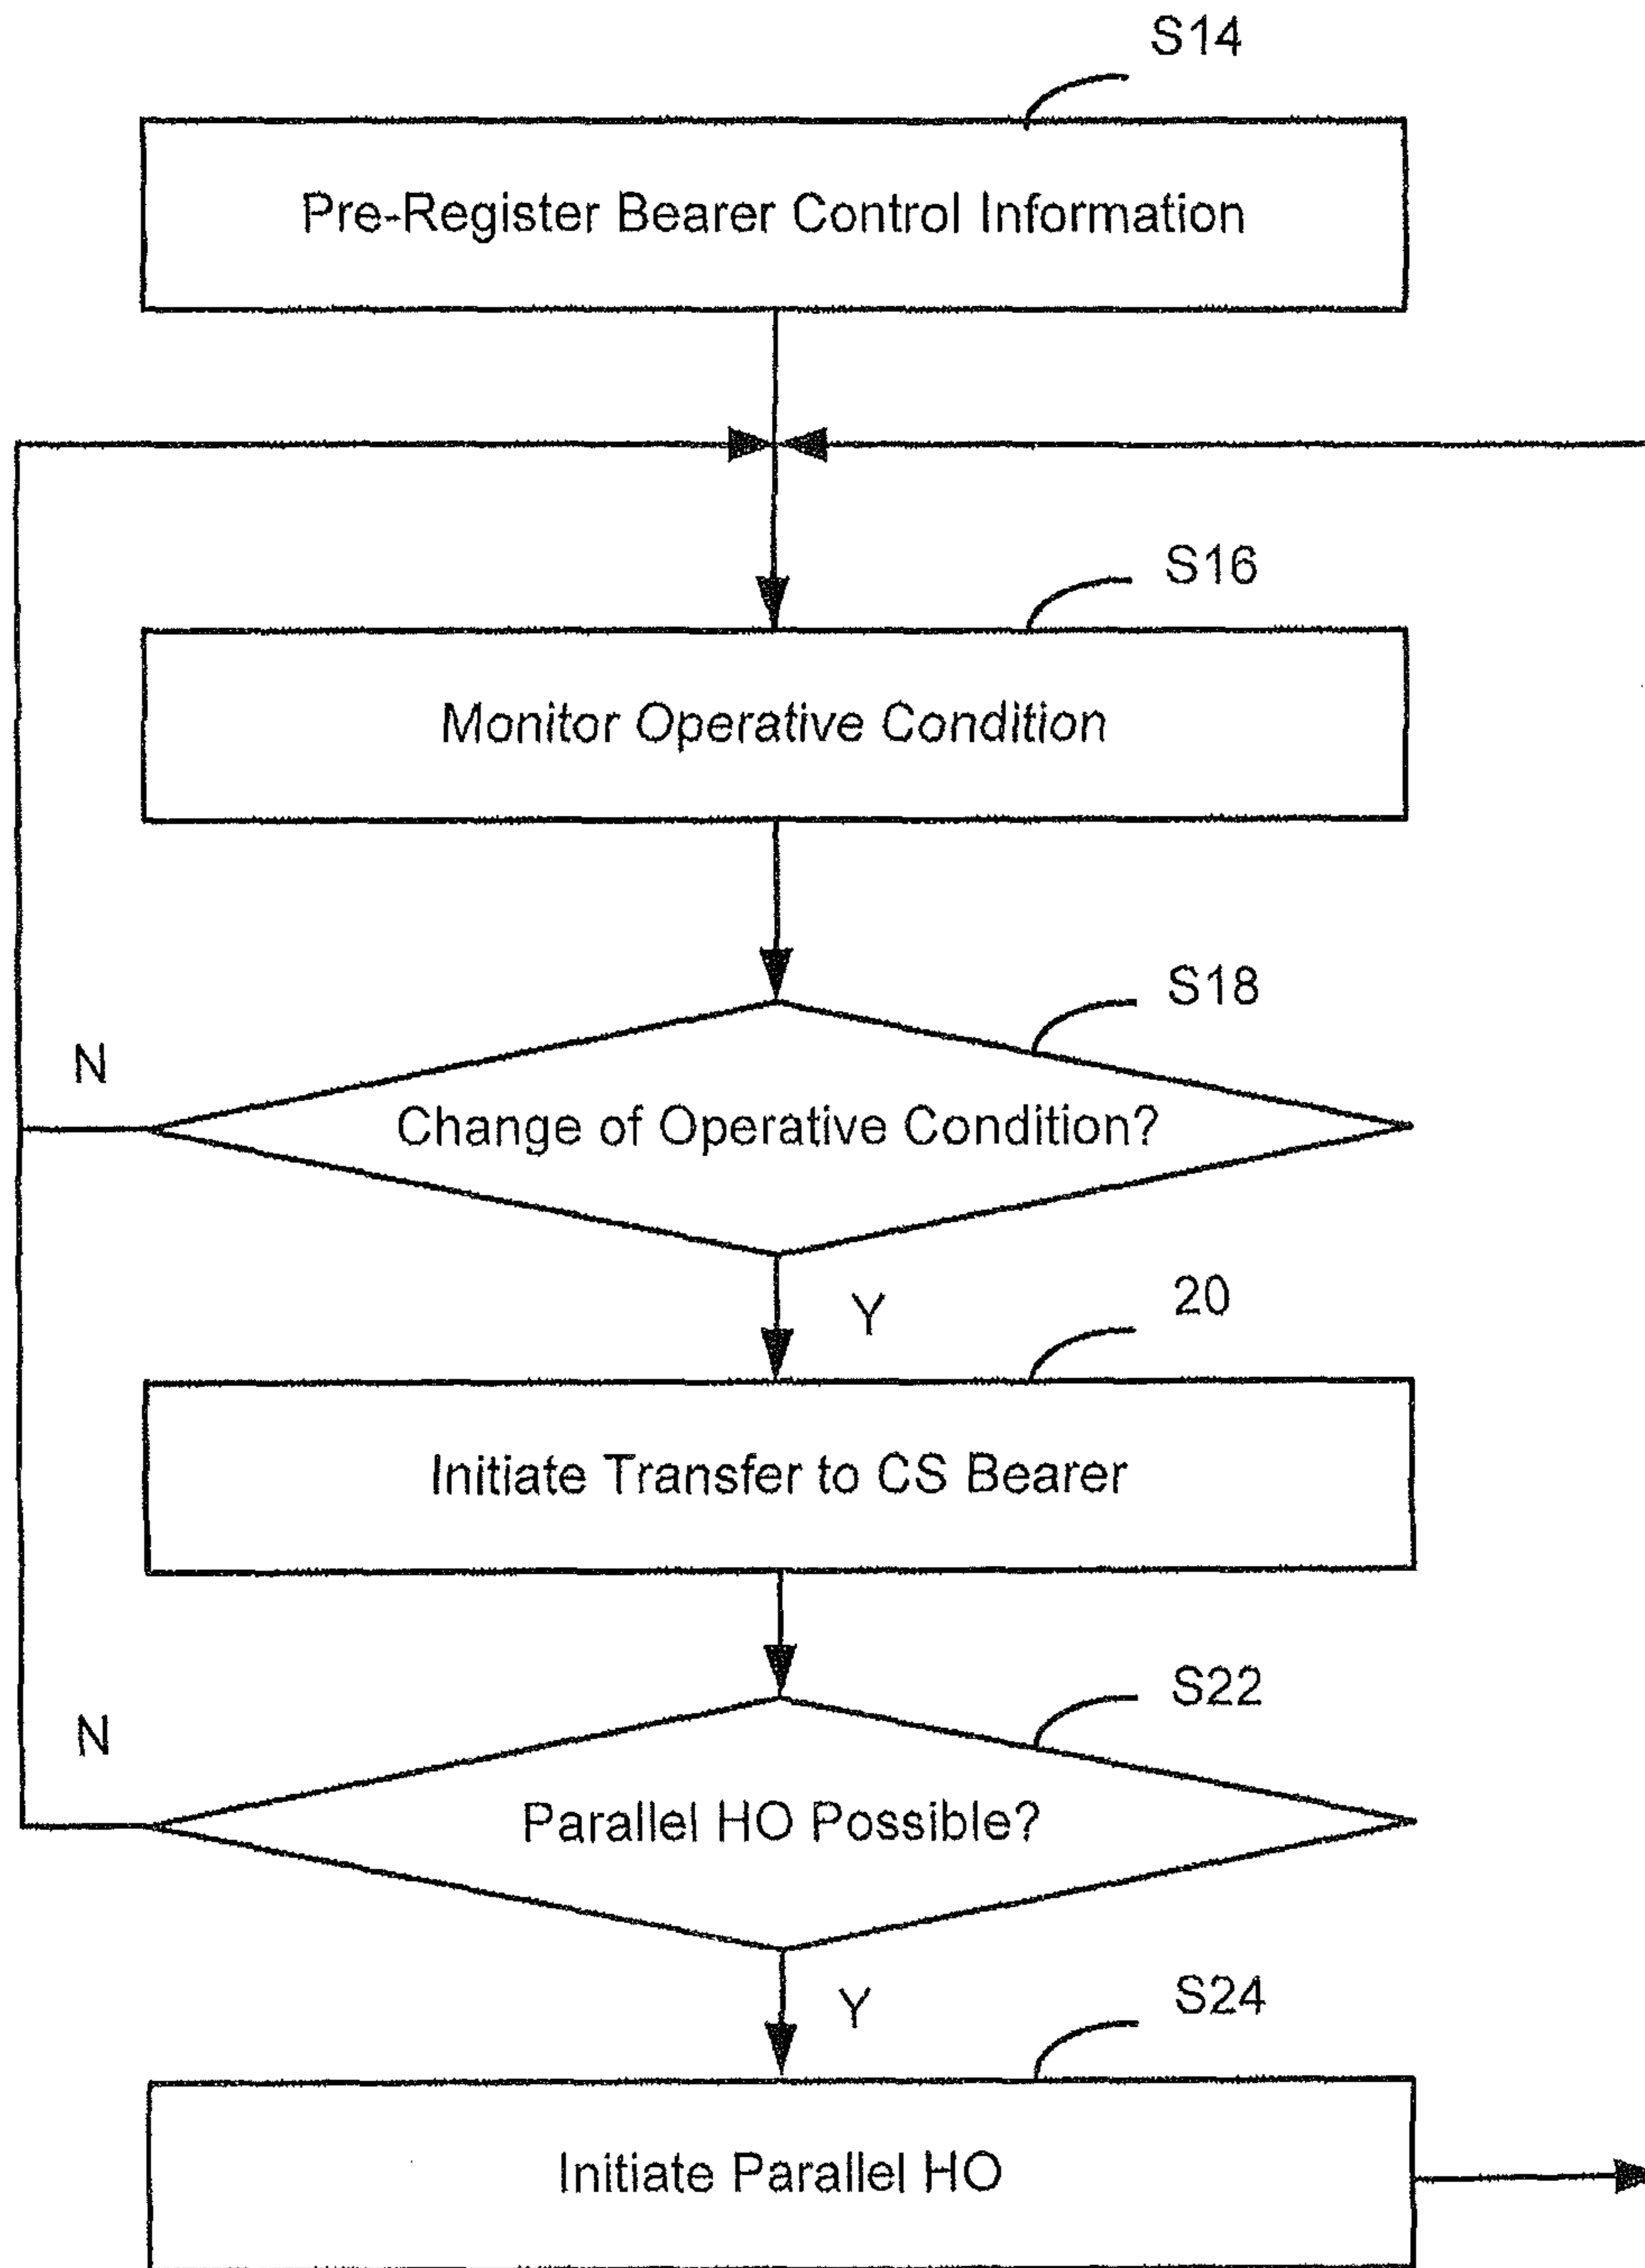 S14
Pre-Register Bearer Control Information
S16
Monitor Operative Condition
S18
N
Change of Operative Condition?
20
Y
Initiate Transfer to CS Bearer
S22
N
Parallel HO Possible?
S24
Y
Initiate Parallel HO